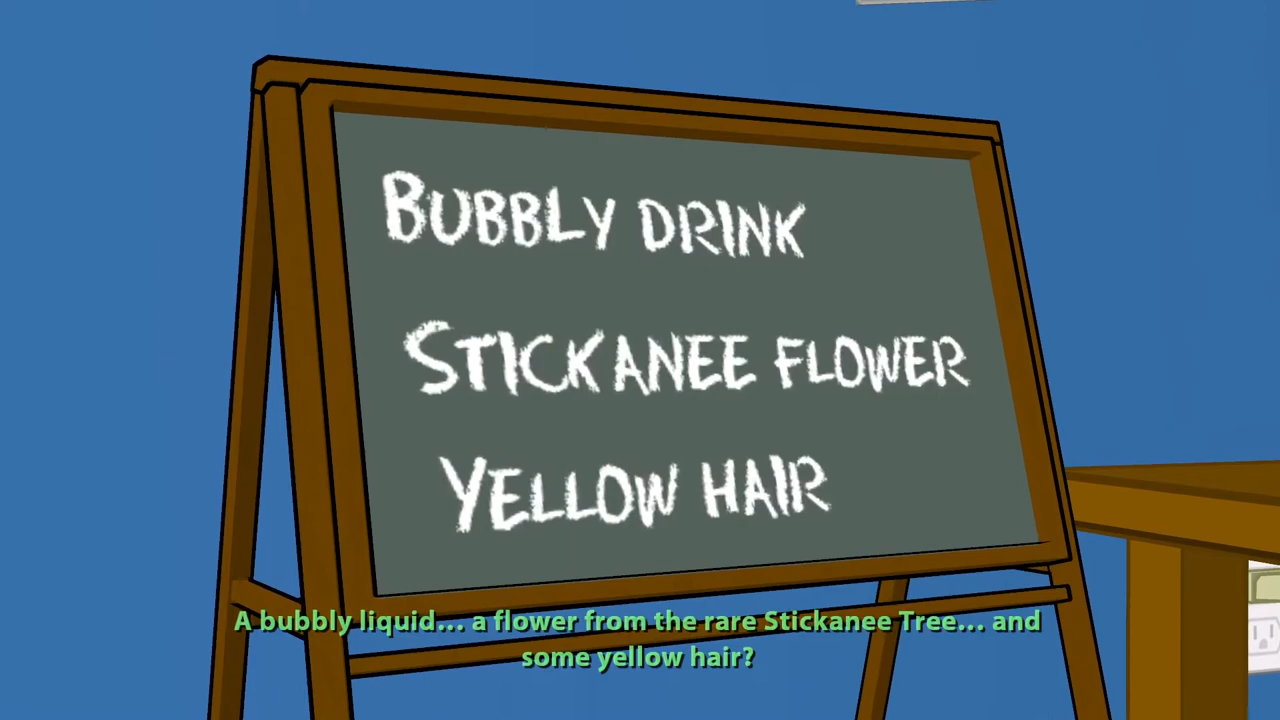 BUBBLY DRINK
STICKANEE FLOWER
YELLOW HAIR
A bubbly liquid... a flower from the rare Stickanee Tree... and
some yellow hair?